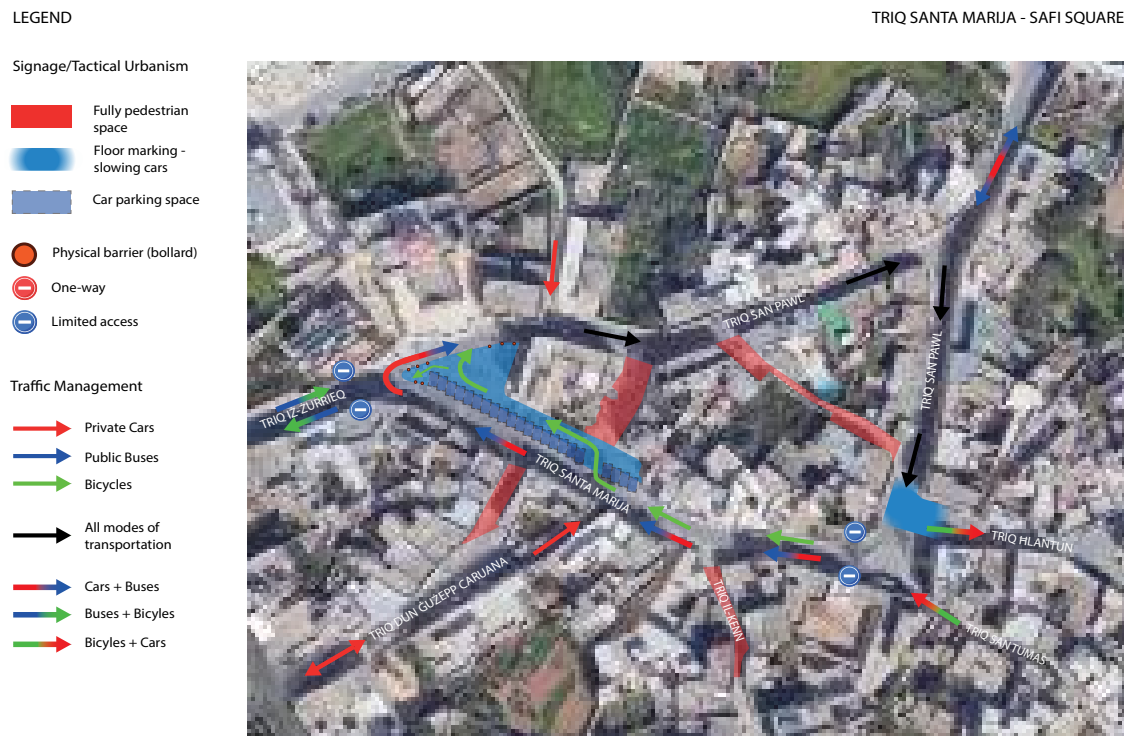 LEGEND
TRIQ SANTA MARIJA - SAFI SQUARE
Signage/Tactical Urbanism
Fully pedestrian
space
Floor marking -
slowing cars
Car parking space
Physical barrier (bollard)
One-way
Limited access
Traffic Management
Private Cars
Public Buses
Bicycles
All modes of
transportation
Cars + Buses
Buses + Bicyles
Bicyles + Cars
TRIQ SAN PAWL
TRIQ SAN PAWL
TRIQ IZ-ZURRIEQ
TRIQ SANTA MARIJA
TRIQ HLANTUN
TRIQ DUN GUZEPP CARUANA
TRIQ IL-KENN
TRIQ SAN TUMAS